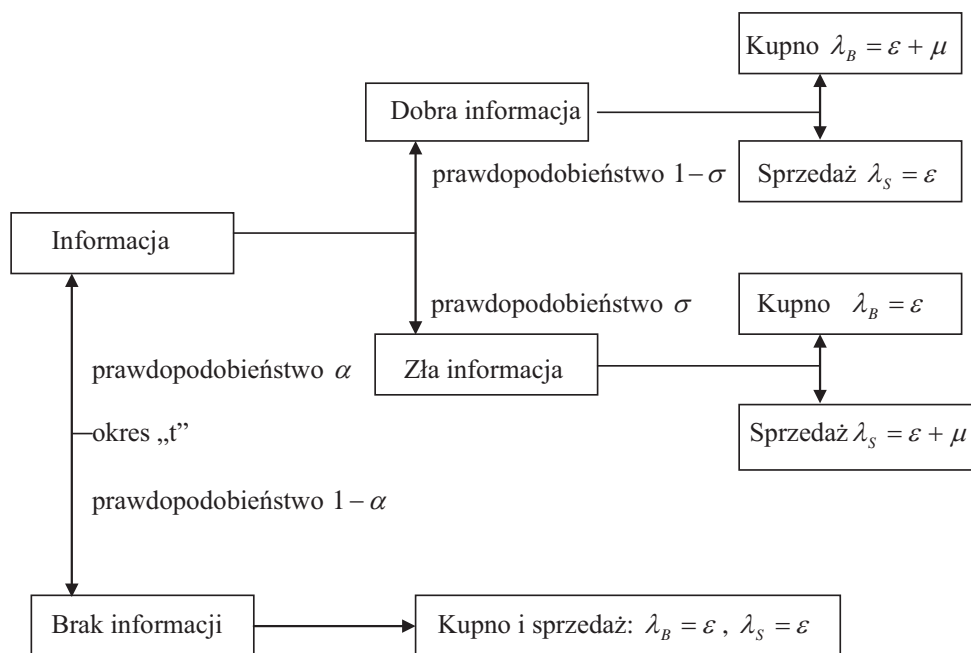 Kupno λ_B = ε + μ
Dobra informacja
Sprzedaż λ_S = ε
prawdopodobieństwo 1 − σ
Informacja
prawdopodobieństwo σ
Kupno λ_B = ε
Zła informacja
prawdopodobieństwo α
Sprzedaż λ_S = ε + μ
okres „t”
prawdopodobieństwo 1 − α
Brak informacji
Kupno i sprzedaż: λ_B = ε , λ_S = ε